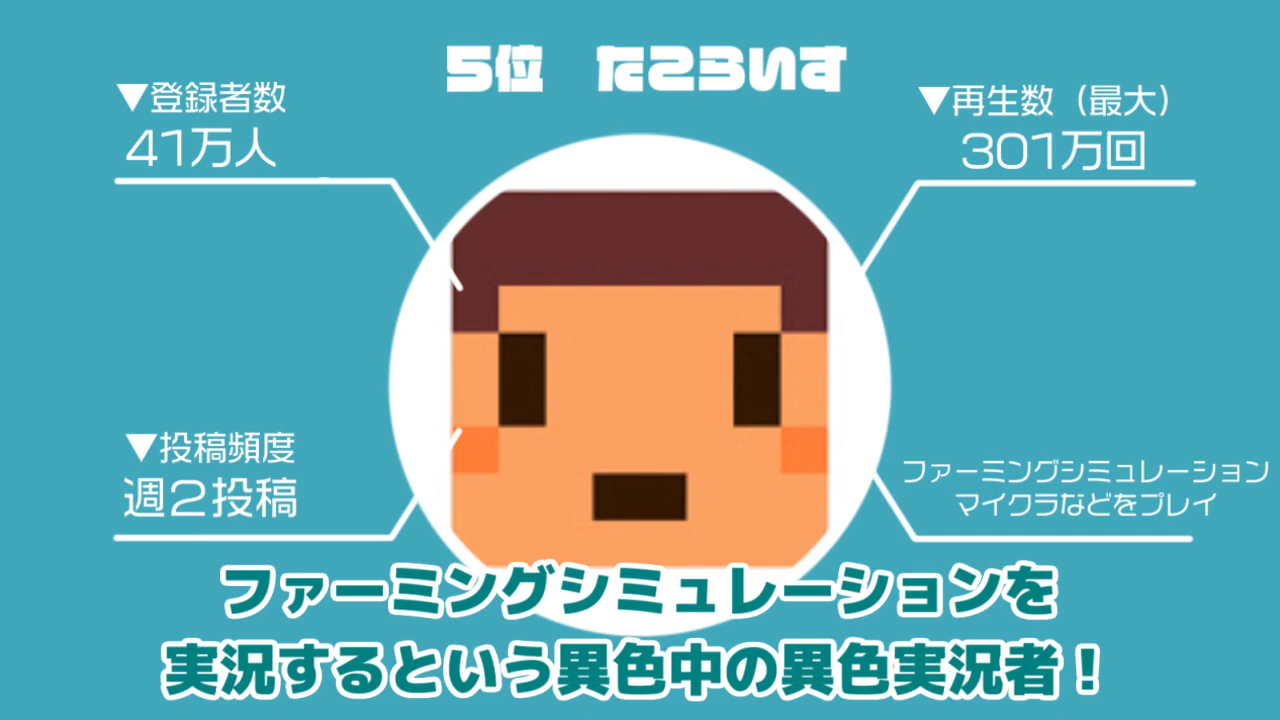 5位 たこらいす
▼登録者数
41万人
▼再生数（最大）
301万回
▼投稿頻度
週2投稿
ファーミングシミュレーション
マイクラなどをプレイ
ファーミングシミュレーションを
実況するという異色中の異色実況者！